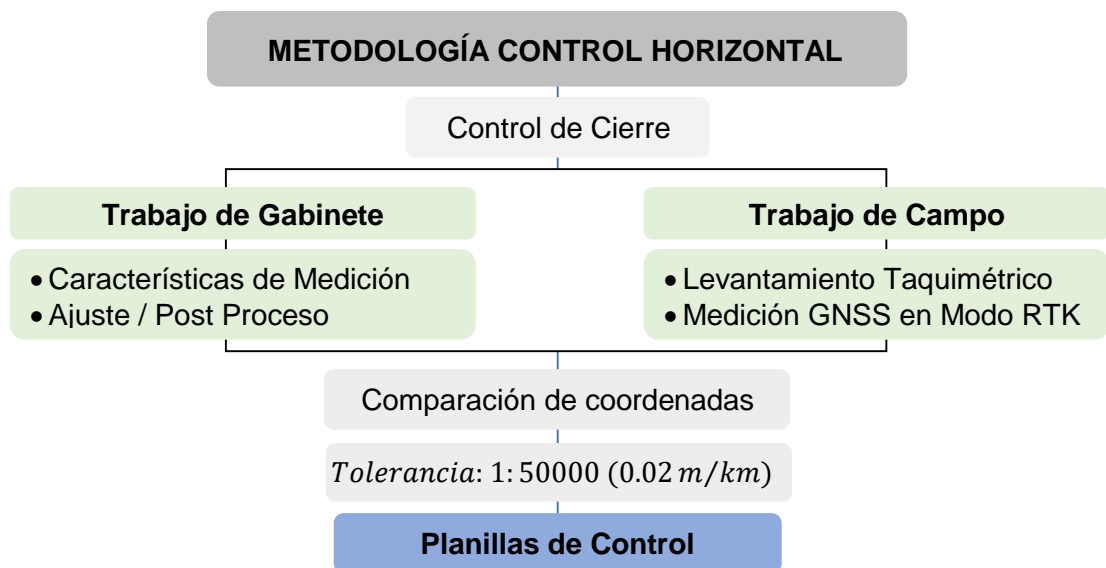 METODOLOGÍA CONTROL HORIZONTAL
Control de Cierre
Trabajo de Gabinete
• Características de Medición
• Ajuste / Post Proceso
Trabajo de Campo
• Levantamiento Taquimétrico
• Medición GNSS en Modo RTK
Comparación de coordenadas
Tolerancia: 1: 50000 (0.02 m/km)
Planillas de Control